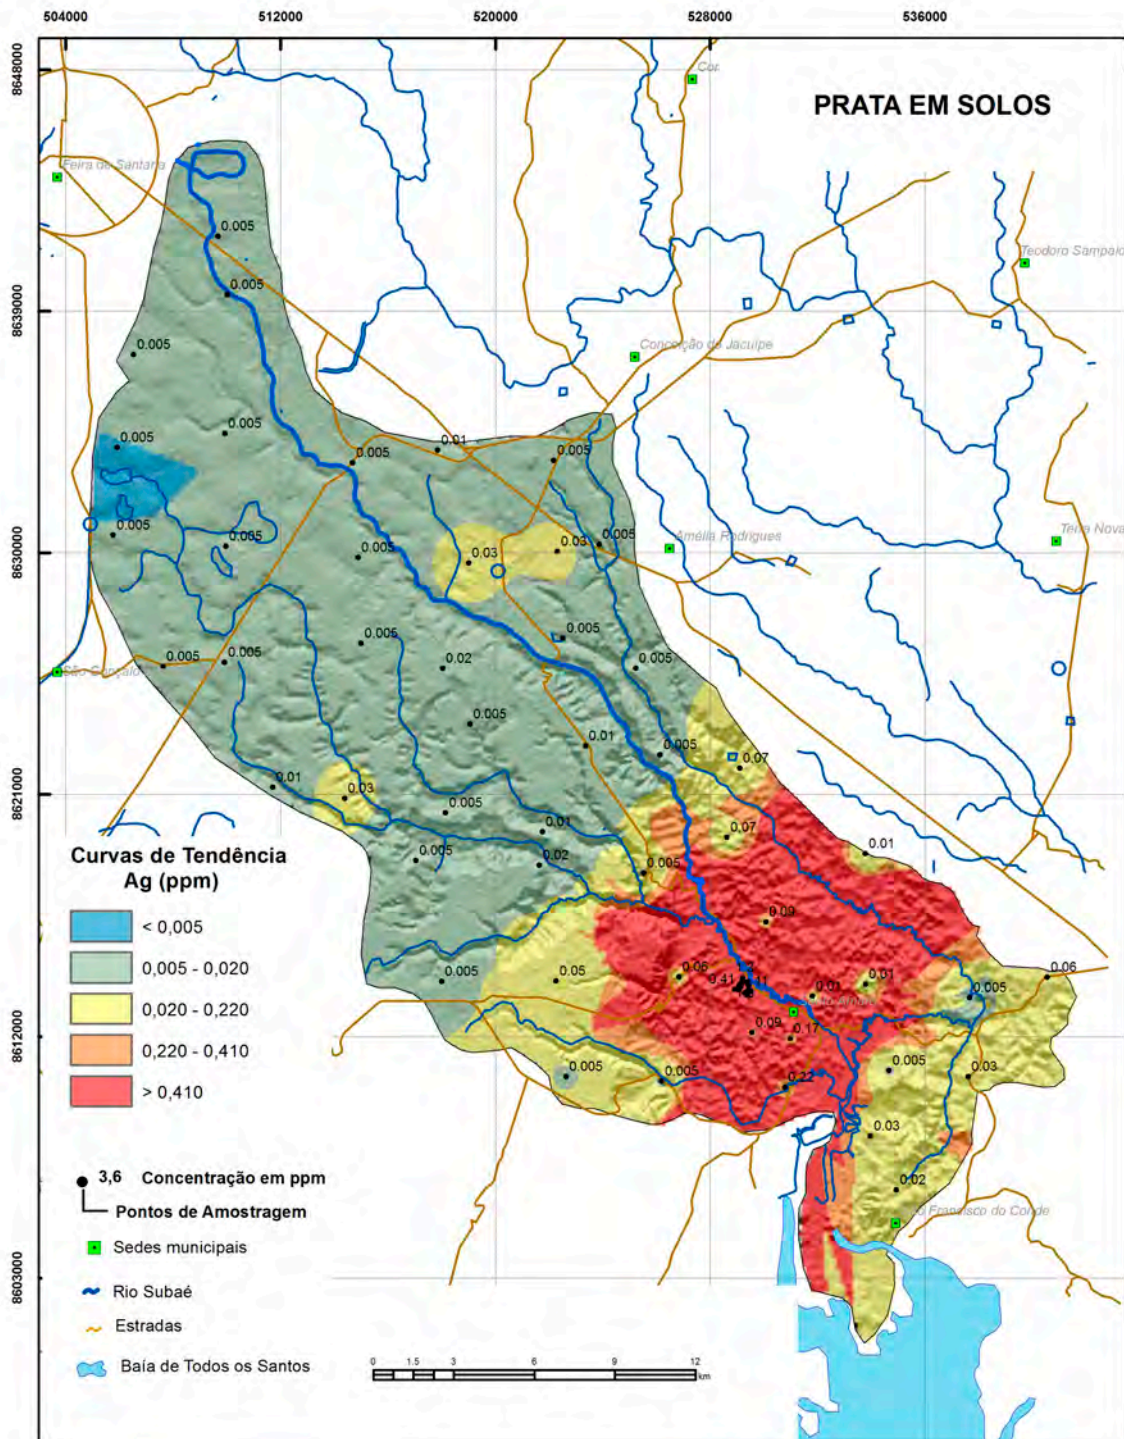 504000
512000
520000
528000
536000
8648000
8639000
8630000
8621000
8612000
8603000
PRATA EM SOLOS
Cor
Feira de Santana
0.005
Teodoro Sampaio
0.005
0.005
Conceição do Jacuípe
0.005
0.005
0.01
0.005
0.005
0.005
0.005
0.005
0.03
0.03
0.005
Amélia Rodrigues
Terra Nova
0.005
0.005
0.005
0.005
0.005
0.02
0.005
São Gonçalo
0.005
0.01
0.005
0.07
0.01
0.03
0.005
0.01
0.07
0.005
0.02
0.005
0.01
0.09
0.005
0.05
0.06
0.41
0.01
0.01
0.005
0.06
0.09
0.17
0.005
0.005
0.22
0.005
0.03
0.03
0.02
Francisco do Conde
Curvas de Tendência
Ag (ppm)
< 0,005
0,005 - 0,020
0,020 - 0,220
0,220 - 0,410
> 0,410
3,6 Concentração em ppm
Pontos de Amostragem
Sedes municipais
Rio Subaé
Estradas
Baía de Todos os Santos
0 1.5 3 6 9 12
km